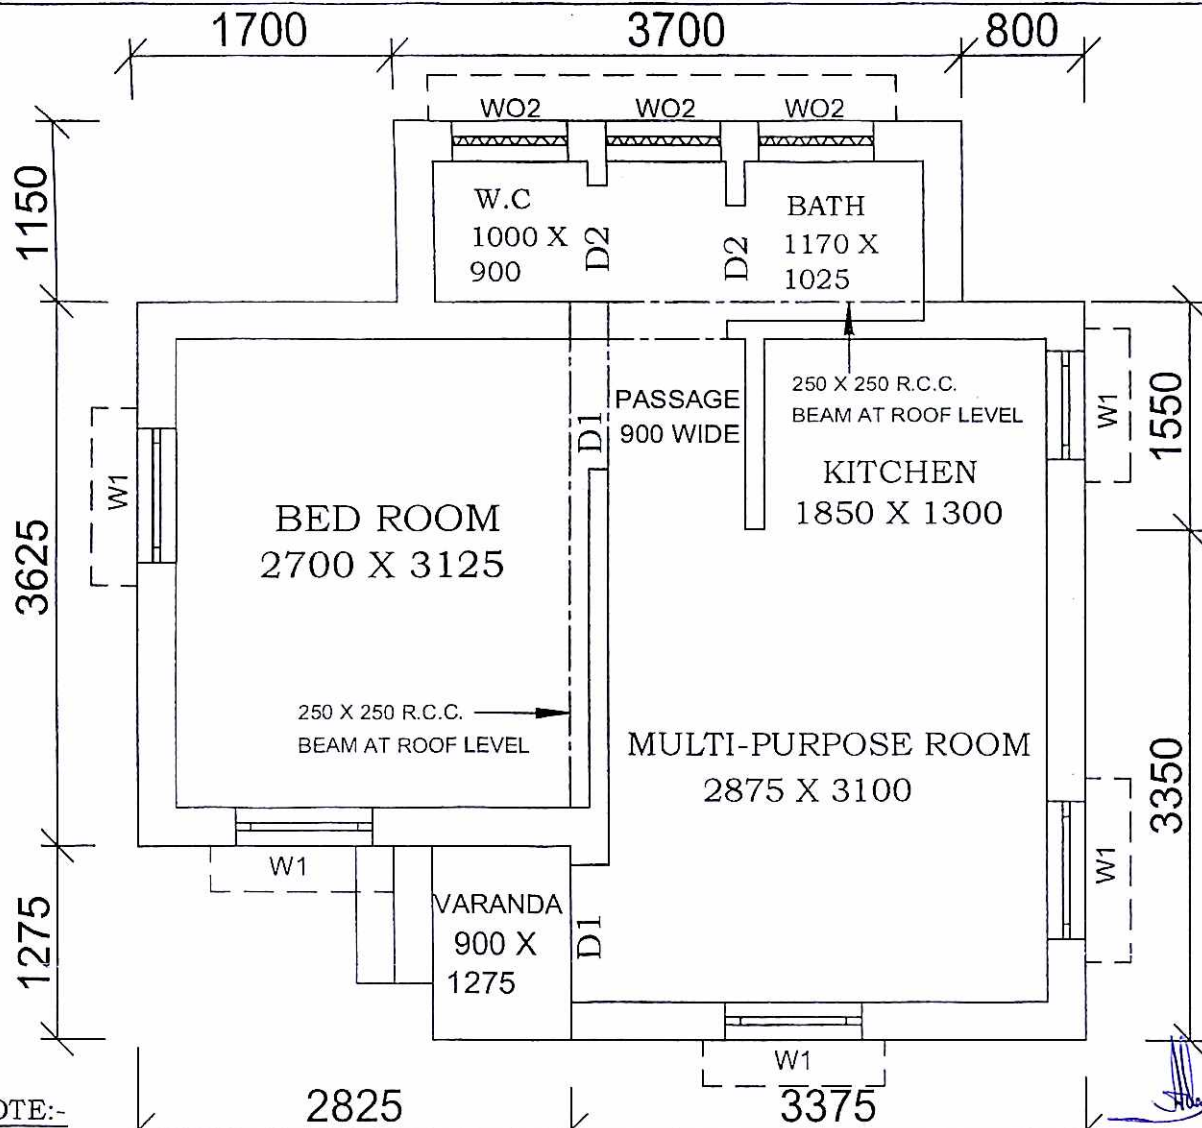 1700
3700
800
WO2
WO2
WO2
1150
W.C
1000 X
900
D2
D2
BATH
1170 X
1025
3625
W1
BED ROOM
2700 X 3125
D1
PASSAGE
900 WIDE
250 X 250 R.C.C.
BEAM AT ROOF LEVEL
KITCHEN
1850 X 1300
W1
1550
250 X 250 R.C.C.
BEAM AT ROOF LEVEL
MULTI-PURPOSE ROOM
2875 X 3100
3350
W1
1275
W1
VARANDA
900 X
1275
D1
W1
OTE:-
2825
3375